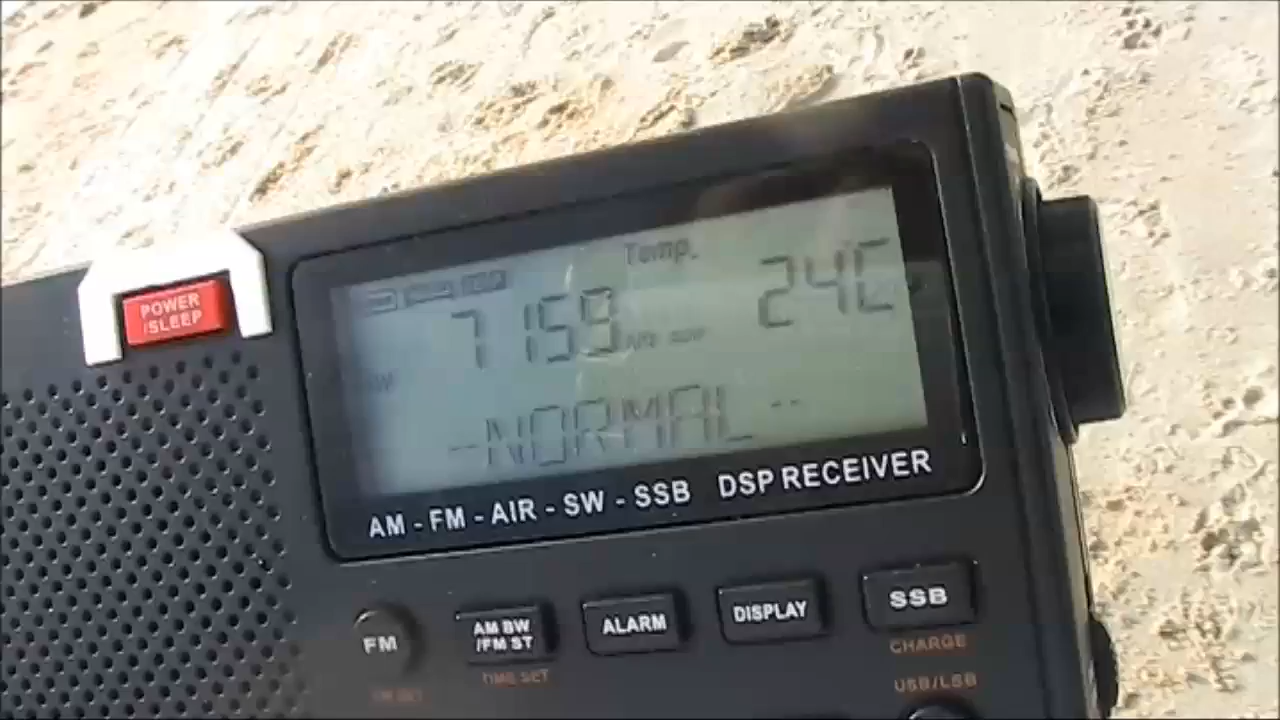 POWER
/SLEEP
Temp.
7159
24C
--NORMAL--
AM - FM - AIR - SW - SSB DSP RECEIVER
FM
AM BW
/FM ST
ALARM
DISPLAY
SSB
TIME SET
CHARGE
USB/LSB